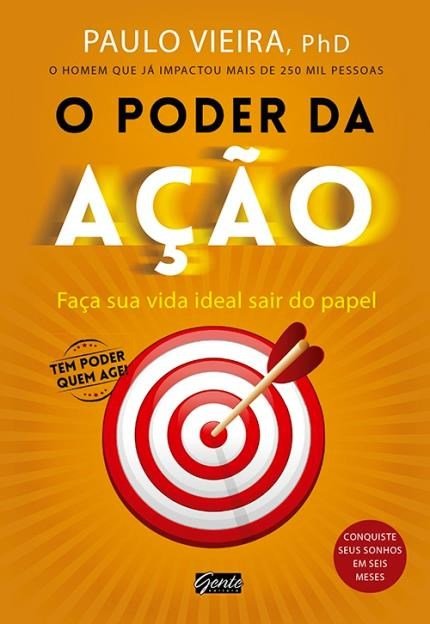 PAULO VIEIRA, PhD
O HOMEM QUE JÁ IMPACTOU MAIS DE 250 MIL PESSOAS
O PODER DA
AÇÃO
Faça sua vida ideal sair do papel
TEM PODER
QUEM AGE!
CONQUISTE
SEUS SONHOS
EM SEIS
MESES
Gente
editora